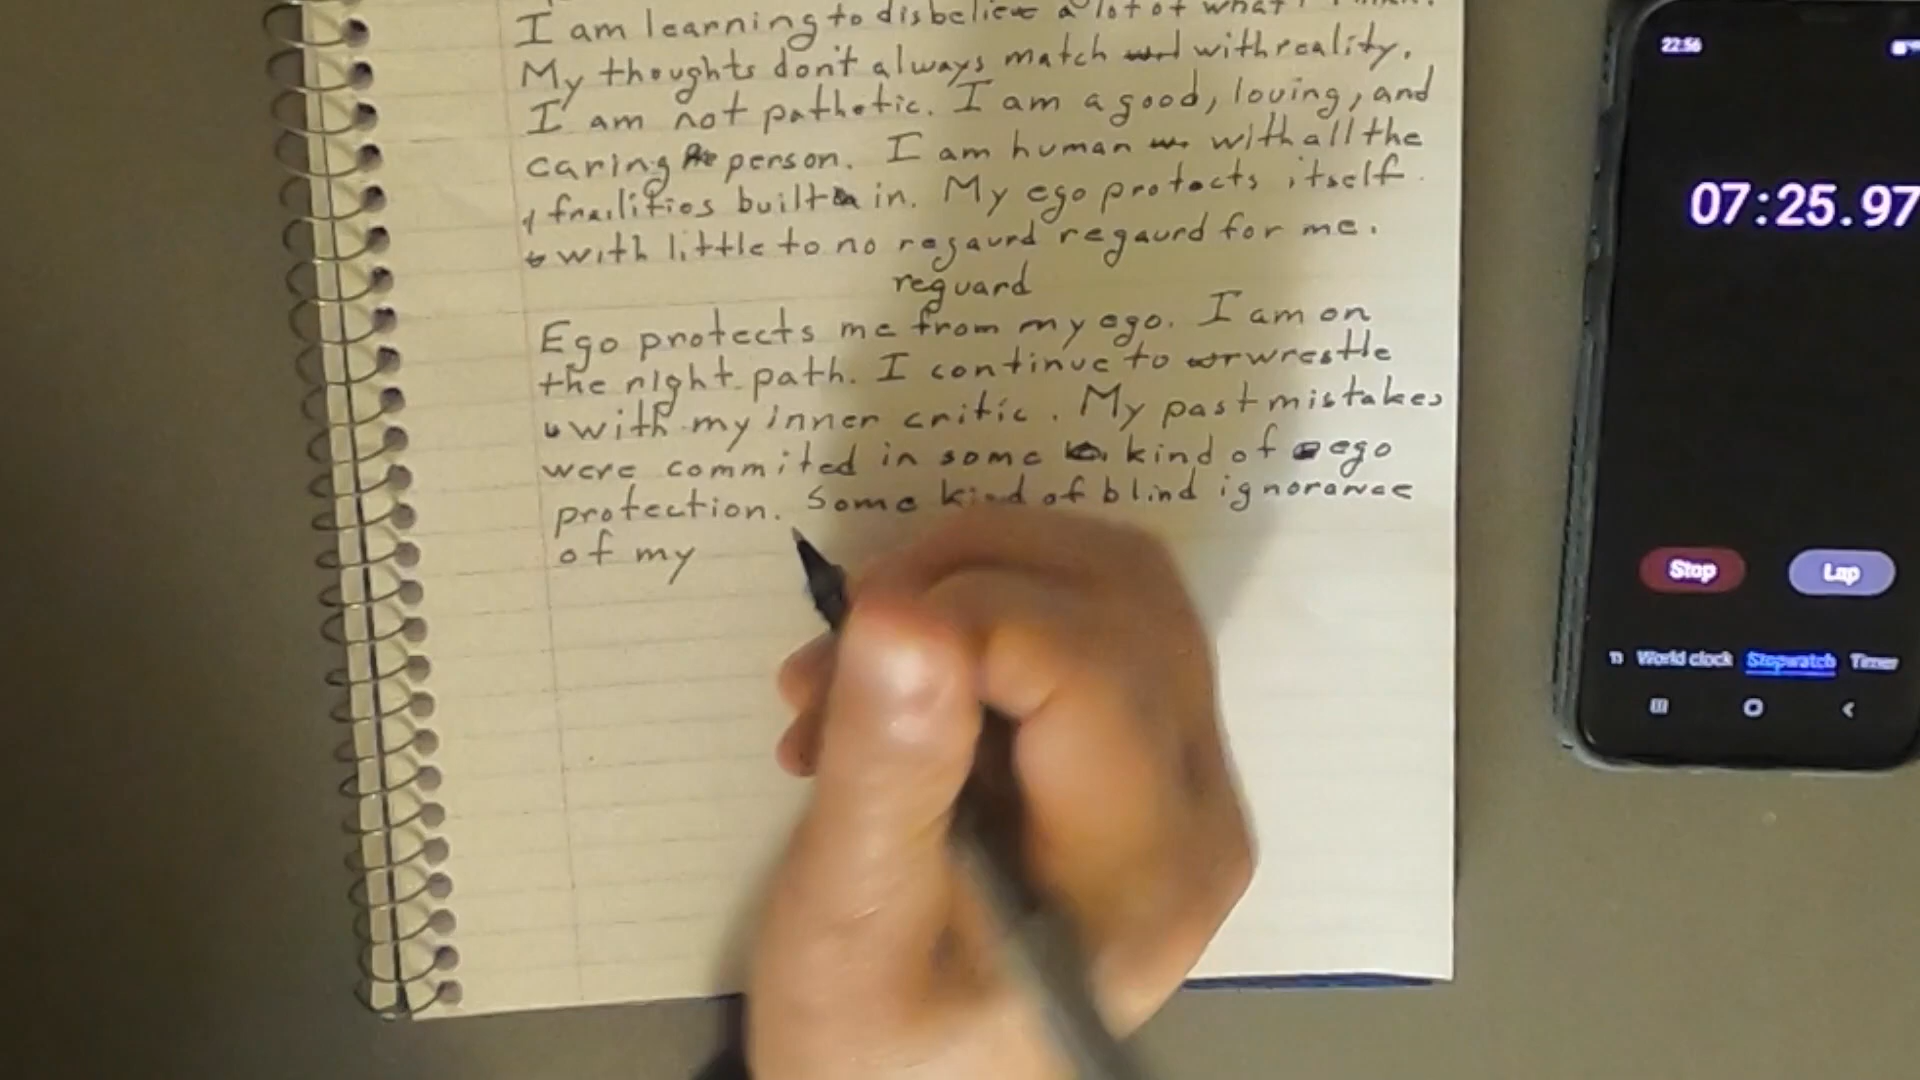 I am learning to disbelieve a lot of what I think.
My thoughts don't always match with reality.
I am not pathetic. I am a good, loving, and
caring person. I am human with all the
frailities built in. My ego protects itself
with little to no regaurd regaurd for me.
reguard
Ego protects me from my ego. I am on
the right path. I continue to wrestle
with my inner critic. My past mistakes
were commited in some kind of ego
protection. Some kind of blind ignorance
of my
22:56
07:25.97
Stop Lap
World clock Stopwatch Timer